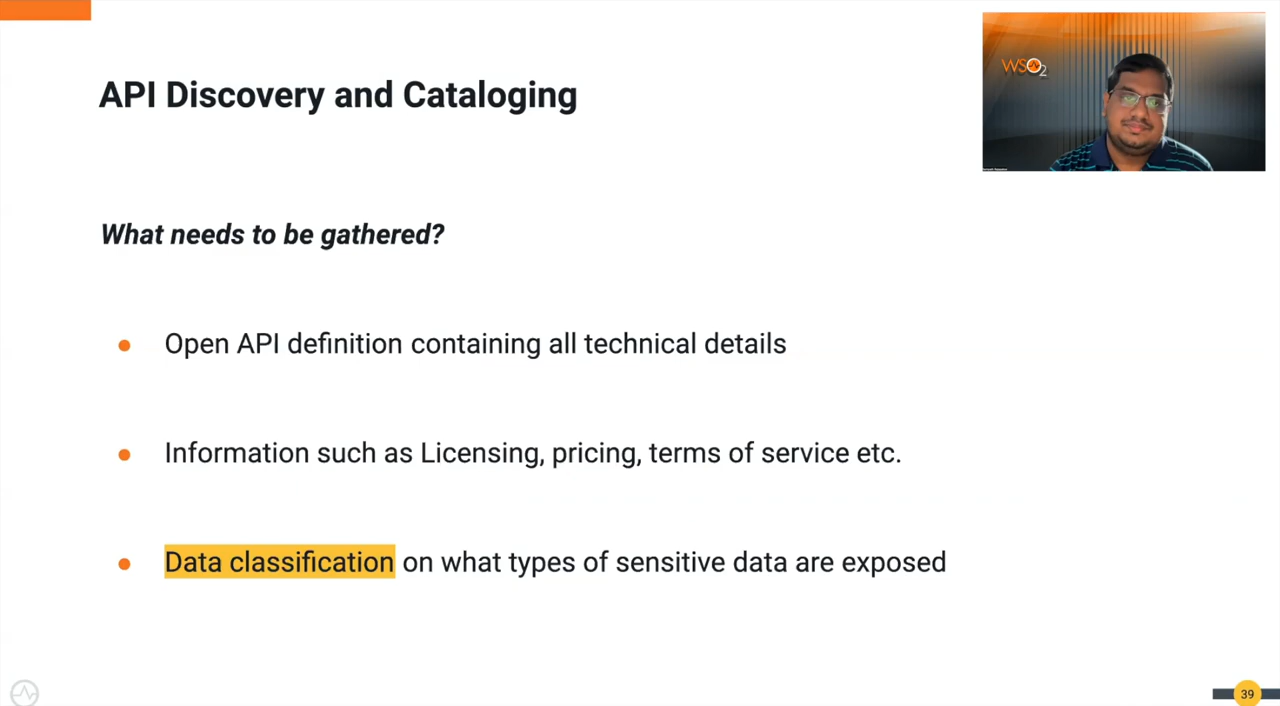 API Discovery and Cataloging
WSO2
What needs to be gathered?
Open API definition containing all technical details
Information such as Licensing, pricing, terms of service etc.
Data classification on what types of sensitive data are exposed
39